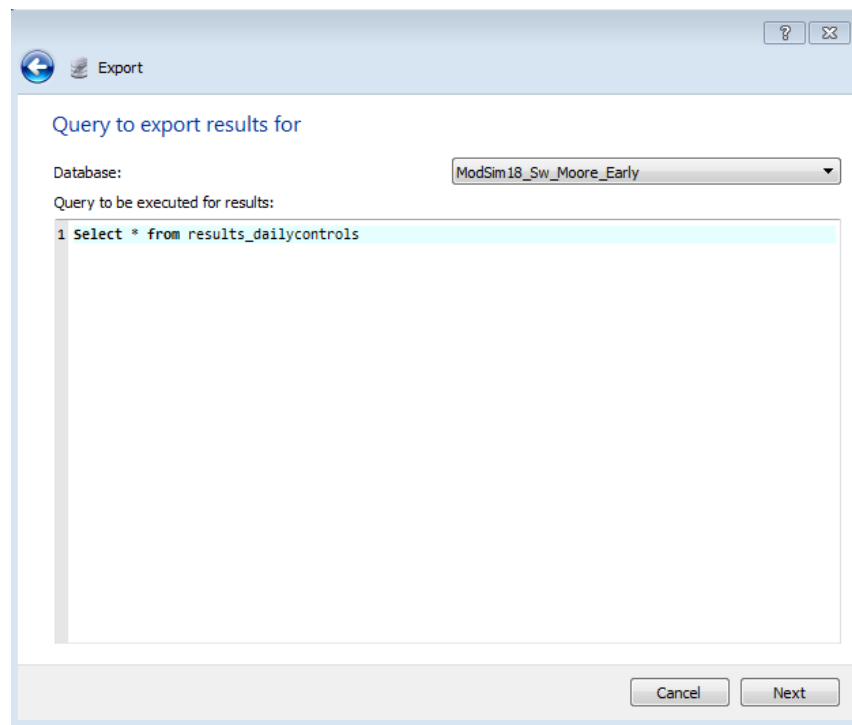 ?
Export
Query to export results for
Database: ModSim18_Sw_Moore_Early
Query to be executed for results:
1 Select * from results_dailycontrols
Cancel Next